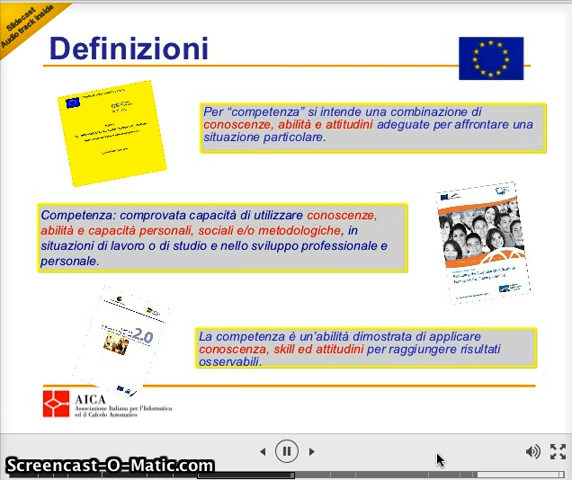 Slidecast
Audio track inside
Definizioni
Per “competenza” si intende una combinazione di
conoscenze, abilità e attitudini adeguate per affrontare una
situazione particolare.
Competenza: comprovata capacità di utilizzare conoscenze,
abilità e capacità personali, sociali e/o metodologiche, in
situazioni di lavoro o di studio e nello sviluppo professionale e
personale.
2.0
La competenza è un’abilità dimostrata di applicare
conoscenza, skill ed attitudini per raggiungere risultati
osservabili.
AICA
Associazione Italiana per l’Informatica
ed il Calcolo Automatico
Screencast-O-Matic.com